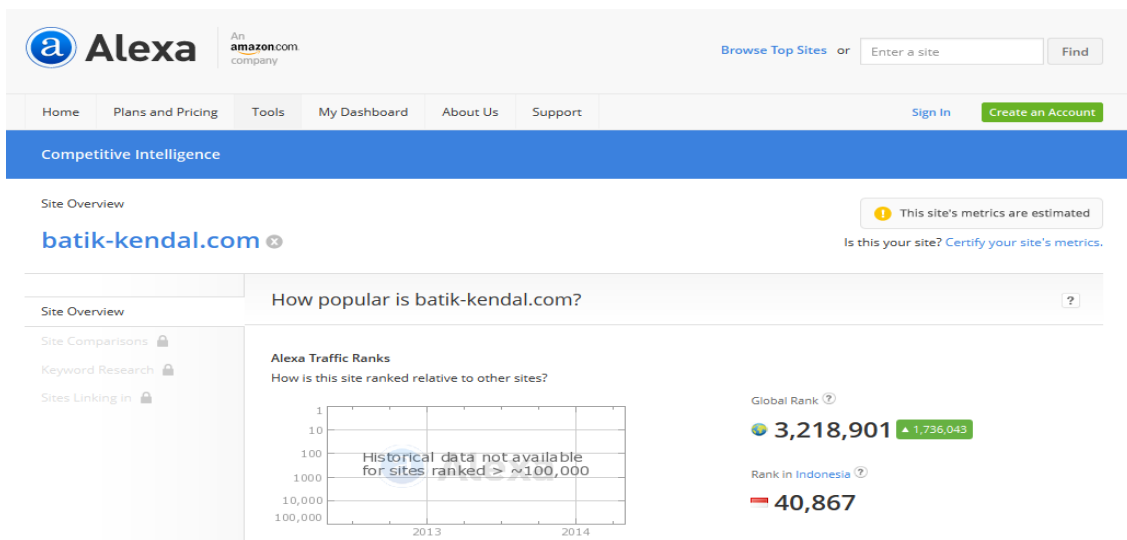 a Alexa An
amazon.com
company
Browse Top Sites or Enter a site Find
Home Plans and Pricing Tools My Dashboard About Us Support Sign In Create an Account
Competitive Intelligence
Site Overview
! This site's metrics are estimated
batik-kendal.com x
Is this your site? Certify your site's metrics.
How popular is batik-kendal.com? ?
Site Overview
Site Comparisons
Keyword Research
Sites Linking In
Alexa Traffic Ranks
How is this site ranked relative to other sites?
1
10
100
1000
10,000
100,000
Alexa
Historical data not available
for sites ranked > ~100,000
2013 2014
Global Rank ?
3,218,901 ▲ 1,736,043
Rank in Indonesia ?
40,867